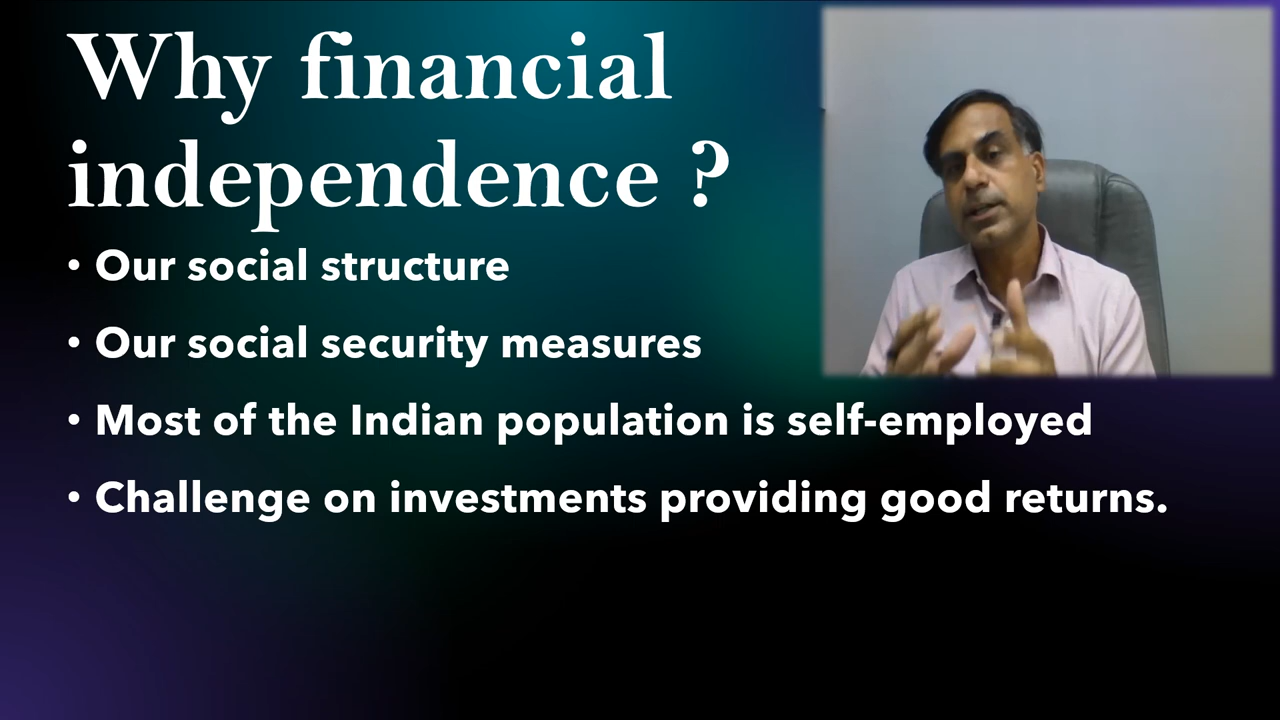 Why financial
independence ?
• Our social structure
• Our social security measures
• Most of the Indian population is self-employed
• Challenge on investments providing good returns.